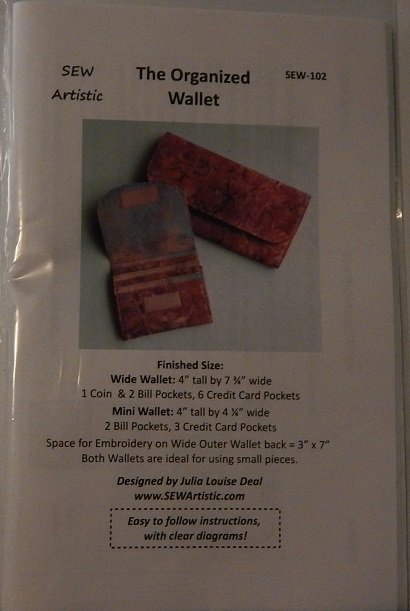 SEW
Artistic
The Organized
Wallet
SEW-102
Finished Size:
Wide Wallet: 4" tall by 7 ¾" wide
1 Coin & 2 Bill Pockets, 6 Credit Card Pockets
Mini Wallet: 4" tall by 4 ¼" wide
2 Bill Pockets, 3 Credit Card Pockets
Space for Embroidery on Wide Outer Wallet back = 3" x 7"
Both Wallets are ideal for using small pieces.
Designed by Julia Louise Deal
www.SEWArtistic.com
Easy to follow instructions,
with clear diagrams!